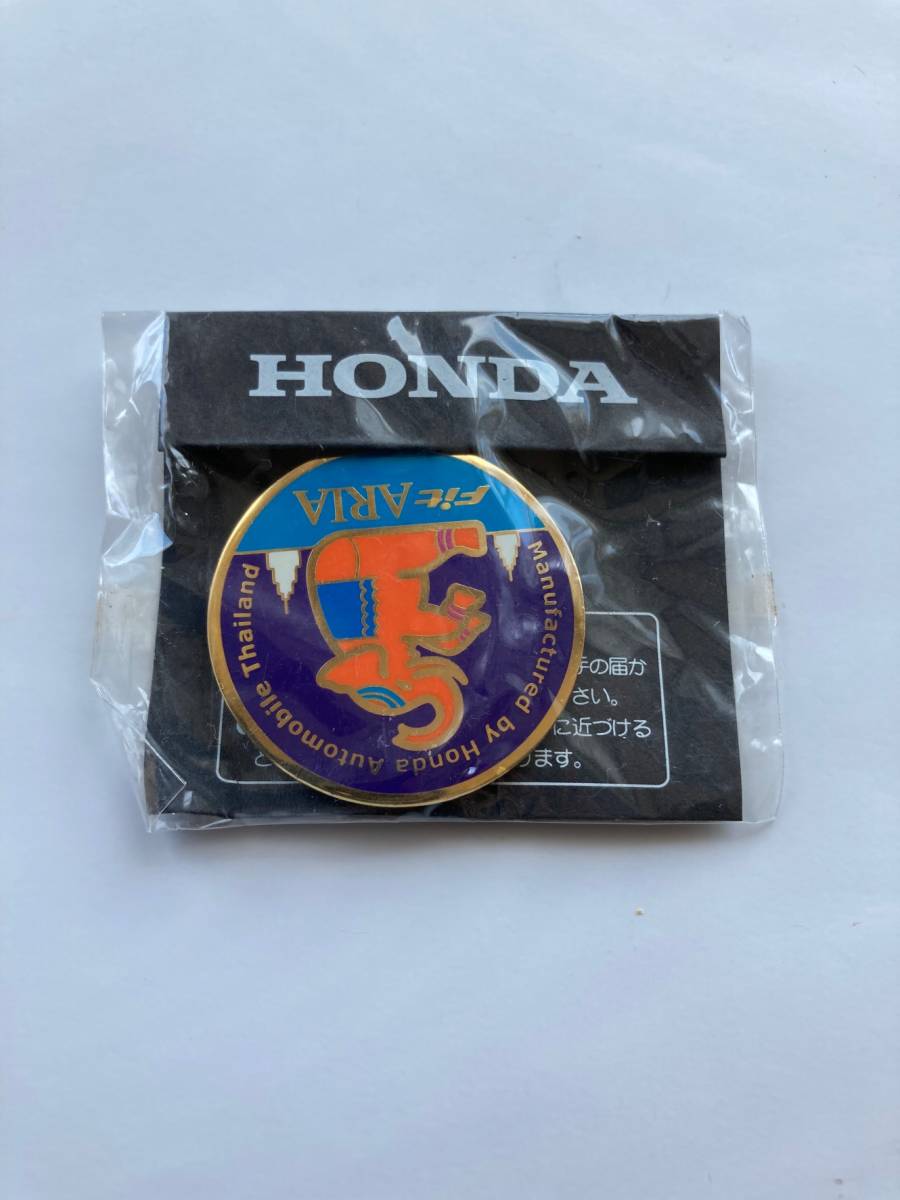 HONDA
Fit ARIA
Manufactured by Honda Automobile Thailand
手の届か
さい。
に近づける
と
ます。